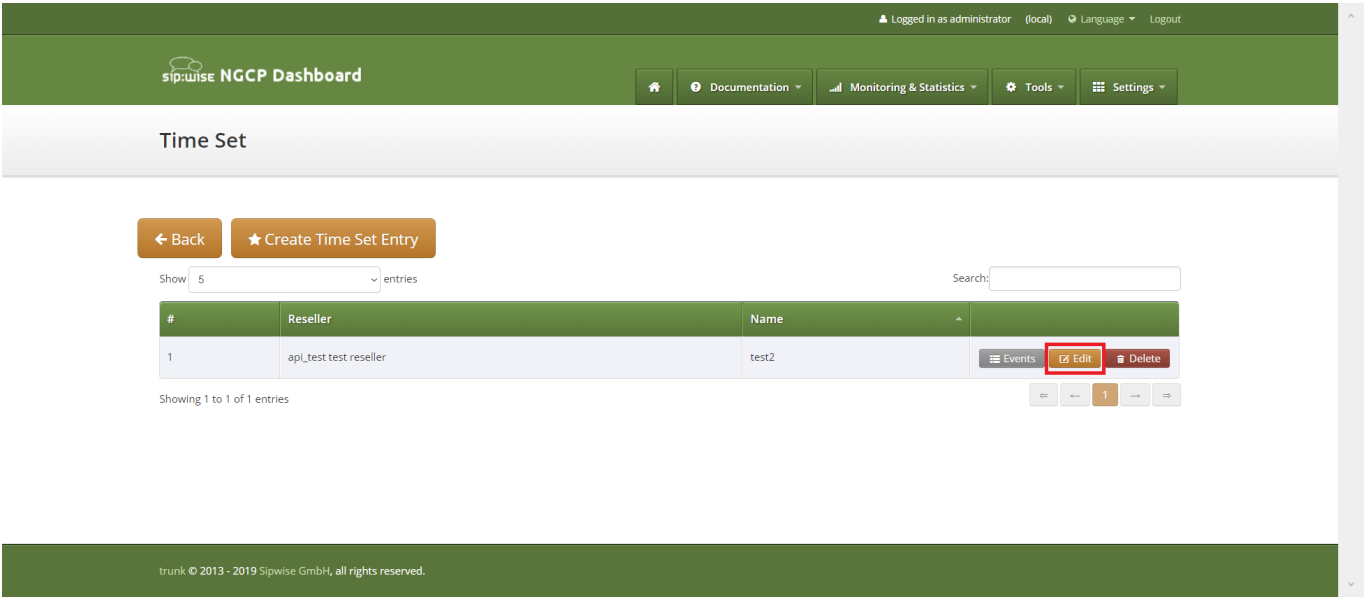 Logged in as administrator (local) Language Logout
sip:wise NGCP Dashboard
Documentation Monitoring & Statistics Tools Settings
Time Set
Back Create Time Set Entry
Show 5 entries Search:
# Reseller Name
1 api_test test reseller test2 Events Edit Delete
Showing 1 to 1 of 1 entries ⇐ ← 1 → ⇒
trunk © 2013 - 2019 Sipwise GmbH, all rights reserved.